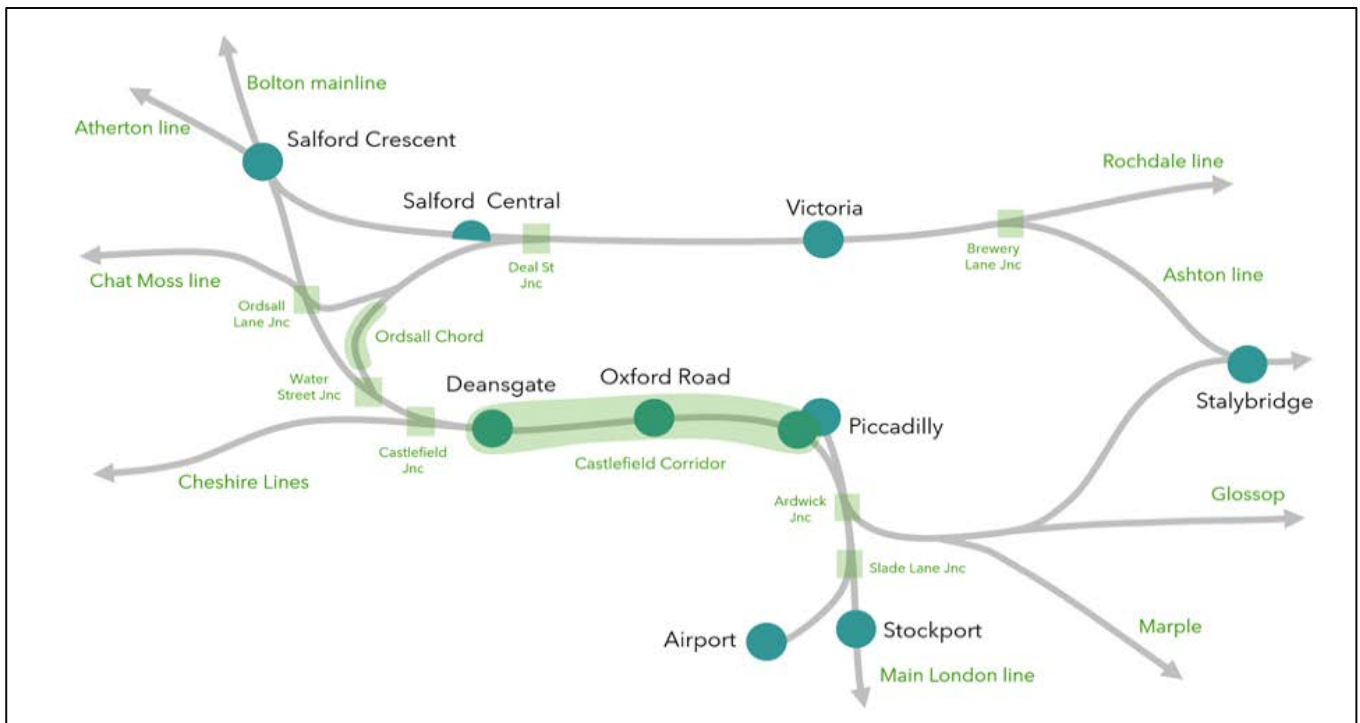 Bolton mainline
Atherton line
Salford Crescent
Rochdale line
Salford Central
Victoria
Deal St
Jnc
Brewery
Lane Jnc
Chat Moss line
Ashton line
Ordsall
Lane Jnc
Ordsall Chord
Water
Street Jnc
Deansgate
Oxford Road
Stalybridge
Piccadilly
Castlefield
Jnc
Castlefield Corridor
Cheshire Lines
Ardwick
Jnc
Glossop
Slade Lane Jnc
Airport
Stockport
Marple
Main London line